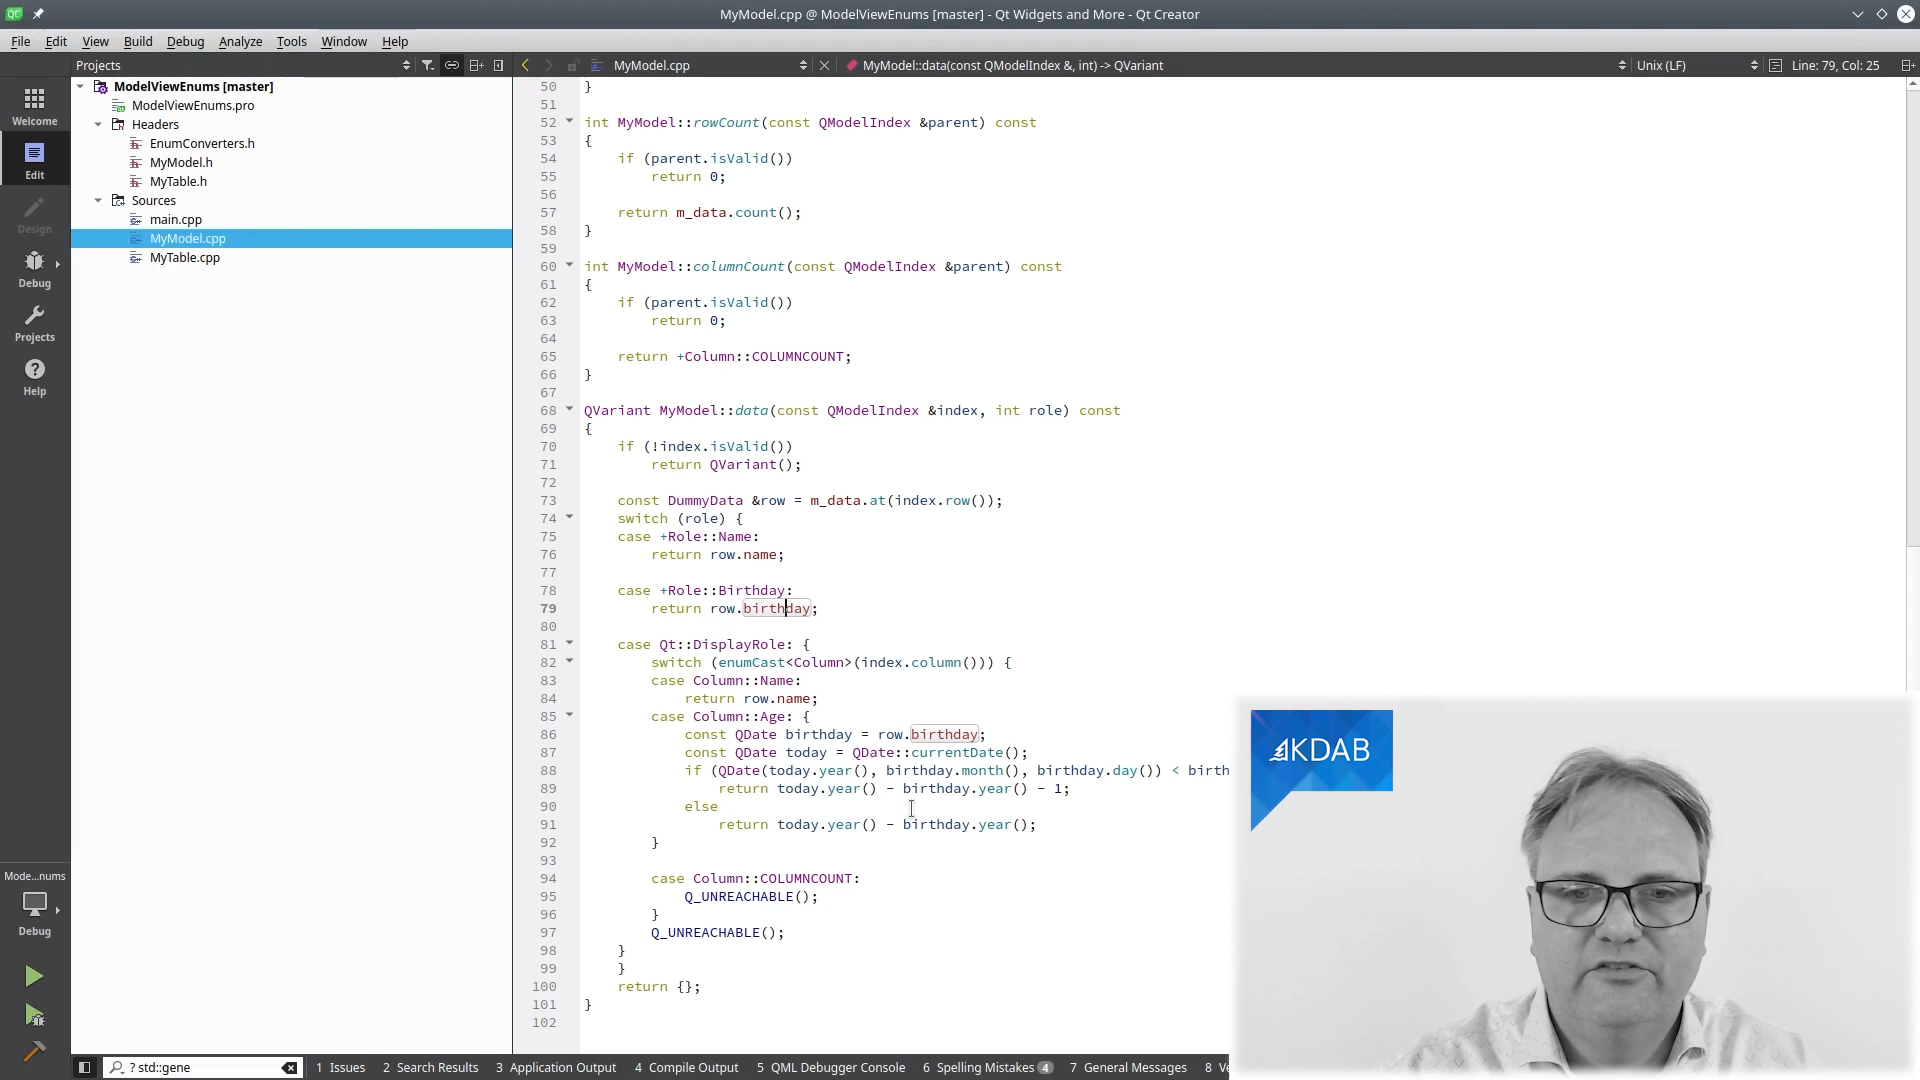 MyModel.cpp @ ModelViewEnums [master] - Qt Widgets and More - Qt Creator
File Edit View Build Debug Analyze Tools Window Help
Projects
MyModel.cpp
MyModel::data(const QModelIndex &, int) -> QVariant
Unix (LF)
Line: 79, Col: 25
Welcome
Edit
Design
Debug
Projects
Help
Mode...nums
Debug
ModelViewEnums [master]
ModelViewEnums.pro
Headers
EnumConverters.h
MyModel.h
MyTable.h
Sources
main.cpp
MyModel.cpp
MyTable.cpp
50 }
51
52 int MyModel::rowCount(const QModelIndex &parent) const
53 {
54 if (parent.isValid())
55 return 0;
56
57 return m_data.count();
58 }
59
60 int MyModel::columnCount(const QModelIndex &parent) const
61 {
62 if (parent.isValid())
63 return 0;
64
65 return +Column::COLUMNCOUNT;
66 }
67
68 QVariant MyModel::data(const QModelIndex &index, int role) const
69 {
70 if (!index.isValid())
71 return QVariant();
72
73 const DummyData &row = m_data.at(index.row());
74 switch (role) {
75 case +Role::Name:
76 return row.name;
77
78 case +Role::Birthday:
79 return row.birthday;
80
81 case Qt::DisplayRole: {
82 switch (enumCast<Column>(index.column())) {
83 case Column::Name:
84 return row.name;
85 case Column::Age: {
86 const QDate birthday = row.birthday;
87 const QDate today = QDate::currentDate();
88 if (QDate(today.year(), birthday.month(), birthday.day()) < birth
89 return today.year() - birthday.year() - 1;
90 else
91 return today.year() - birthday.year();
92 }
93
94 case Column::COLUMNCOUNT:
95 Q_UNREACHABLE();
96 }
97 Q_UNREACHABLE();
98 }
99 }
100 return {};
101 }
102
KDAB
? std::gene
1 Issues 2 Search Results 3 Application Output 4 Compile Output 5 QML Debugger Console 6 Spelling Mistakes 4 7 General Messages 8 Ve